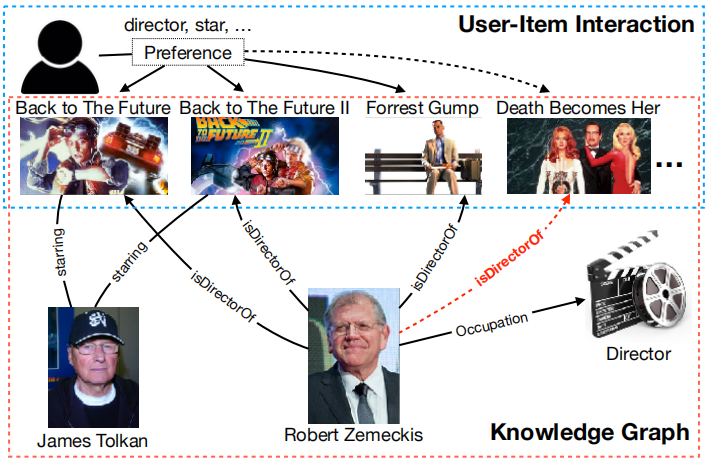 director, star, ...
User-Item Interaction
Preference
Back to The Future
Back to The Future II
Forrest Gump
Death Becomes Her
BACK
TO THE
FUTURE
II
...
starring
starring
isDirectorOf
isDirectorOf
isDirectorOf
isDirectorOf
Occupation
Director
James Tolkan
Robert Zemeckis
Knowledge Graph